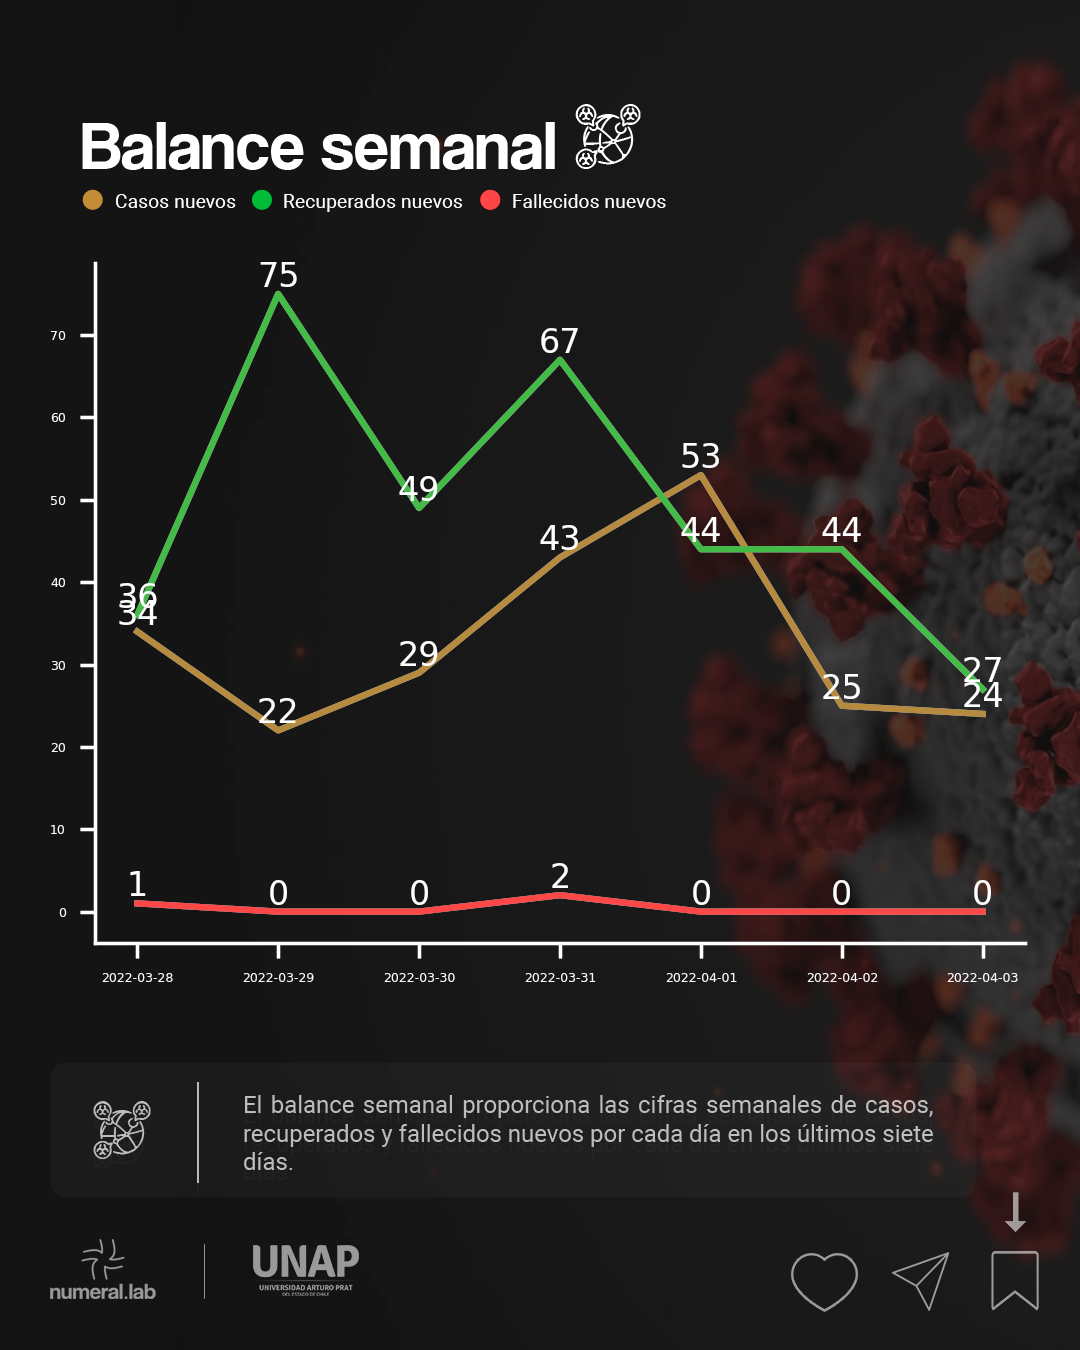 Balance semanal
Casos nuevos Recuperados nuevos Fallecidos nuevos
75
70
67
60
53
50
49
44
44
43
40
36
34
30
29
27
25
24
22
20
10
1
0
0
2
0
0
0
0
2022-03-28 2022-03-29 2022-03-30 2022-03-31 2022-04-01 2022-04-02 2022-04-03
El balance semanal proporciona las cifras semanales de casos,
recuperados y fallecidos nuevos por cada día en los últimos siete
días.
numeral.lab
UNAP
UNIVERSIDAD ARTURO PRAT
DEL ESTADO DE CHILE